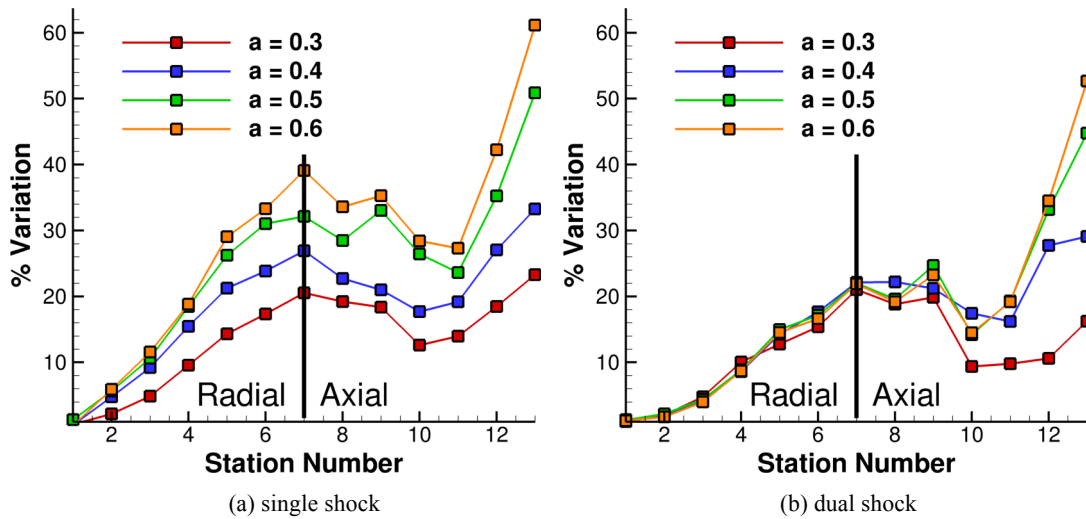 60
50
40
30
20
10
% Variation
a = 0.3
a = 0.4
a = 0.5
a = 0.6
Radial
Axial
2 4 6 8 10 12
Station Number
(a) single shock
60
50
40
30
20
10
% Variation
a = 0.3
a = 0.4
a = 0.5
a = 0.6
Radial
Axial
2 4 6 8 10 12
Station Number
(b) dual shock